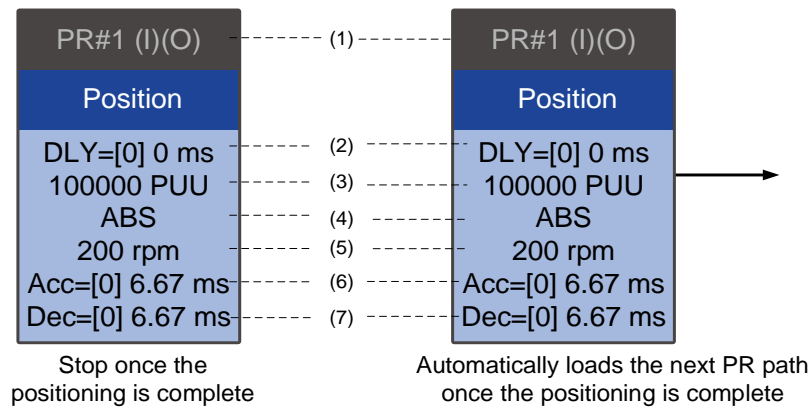 PR#1 (I)(O)
(1)
PR#1 (I)(O)
Position
Position
DLY=[0] 0 ms
(2)
DLY=[0] 0 ms
100000 PUU
(3)
100000 PUU
ABS
(4)
ABS
200 rpm
(5)
200 rpm
Acc=[0] 6.67 ms
(6)
Acc=[0] 6.67 ms
Dec=[0] 6.67 ms
(7)
Dec=[0] 6.67 ms
Stop once the
positioning is complete
Automatically loads the next PR path
once the positioning is complete